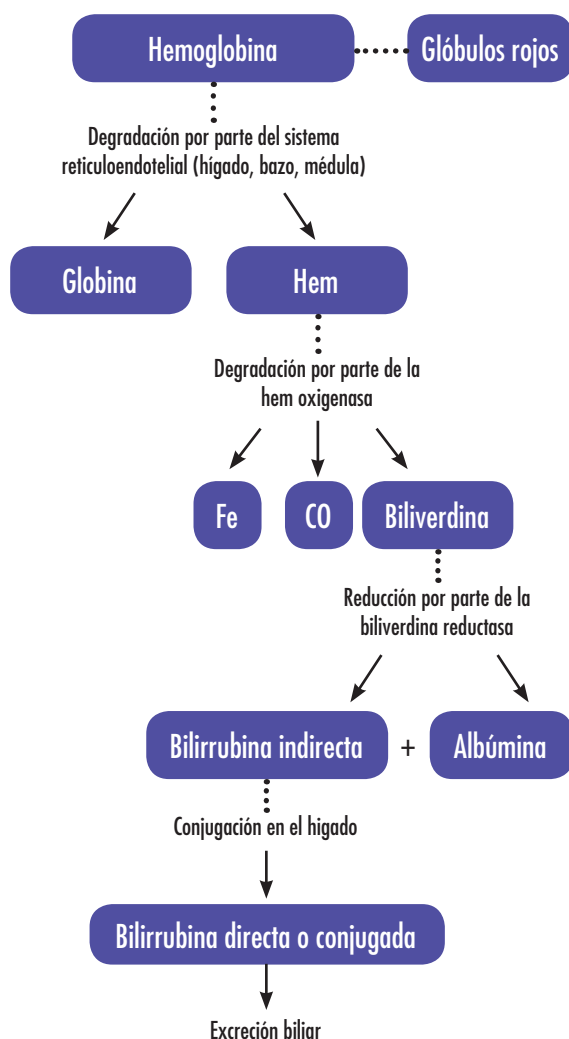 Hemoglobina
Glóbulos rojos
Degradación por parte del sistema
reticuloendotelial (hígado, bazo, médula)
Globina
Hem
Degradación por parte de la
hem oxigenasa
Fe
CO
Biliverdina
Reducción por parte de la
biliverdina reductasa
Bilirrubina indirecta
+
Albúmina
Conjugación en el higado
Bilirrubina directa o conjugada
Excreción biliar